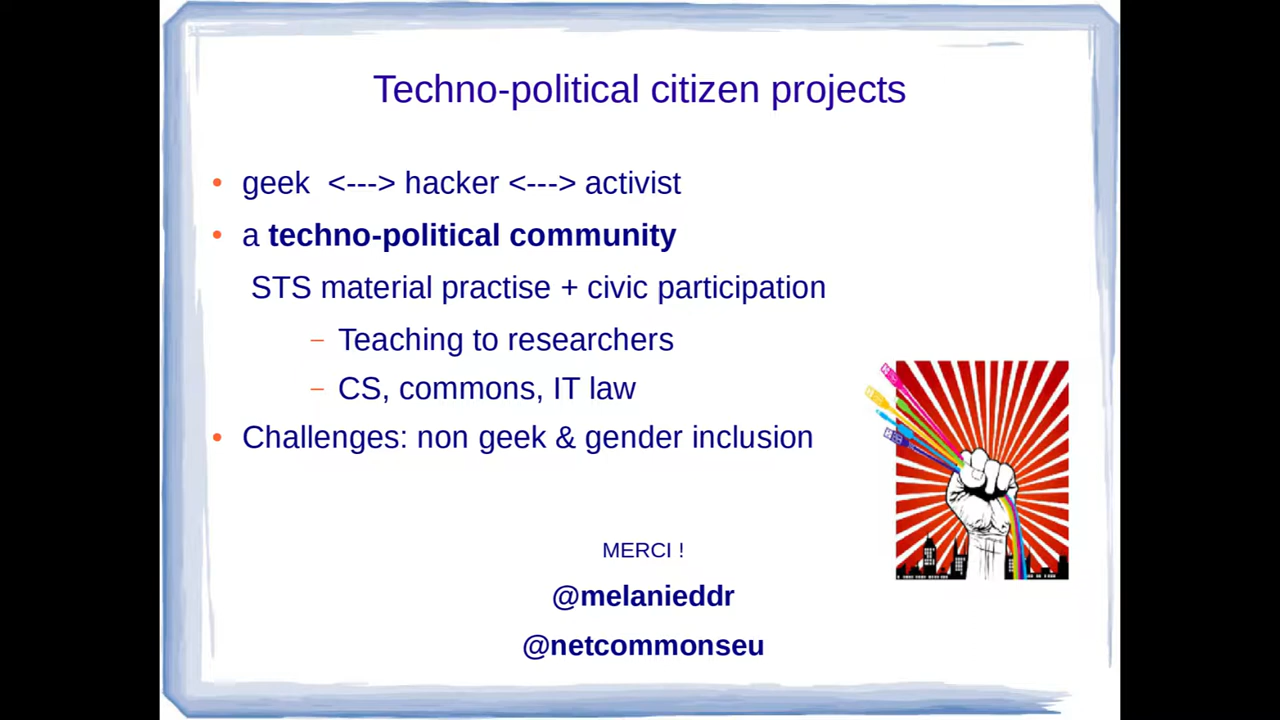 Techno-political citizen projects
• geek <---> hacker <---> activist
• a techno-political community
STS material practise + civic participation
– Teaching to researchers
– CS, commons, IT law
• Challenges: non geek & gender inclusion
MERCI !
@melanieddr
@netcommonseu